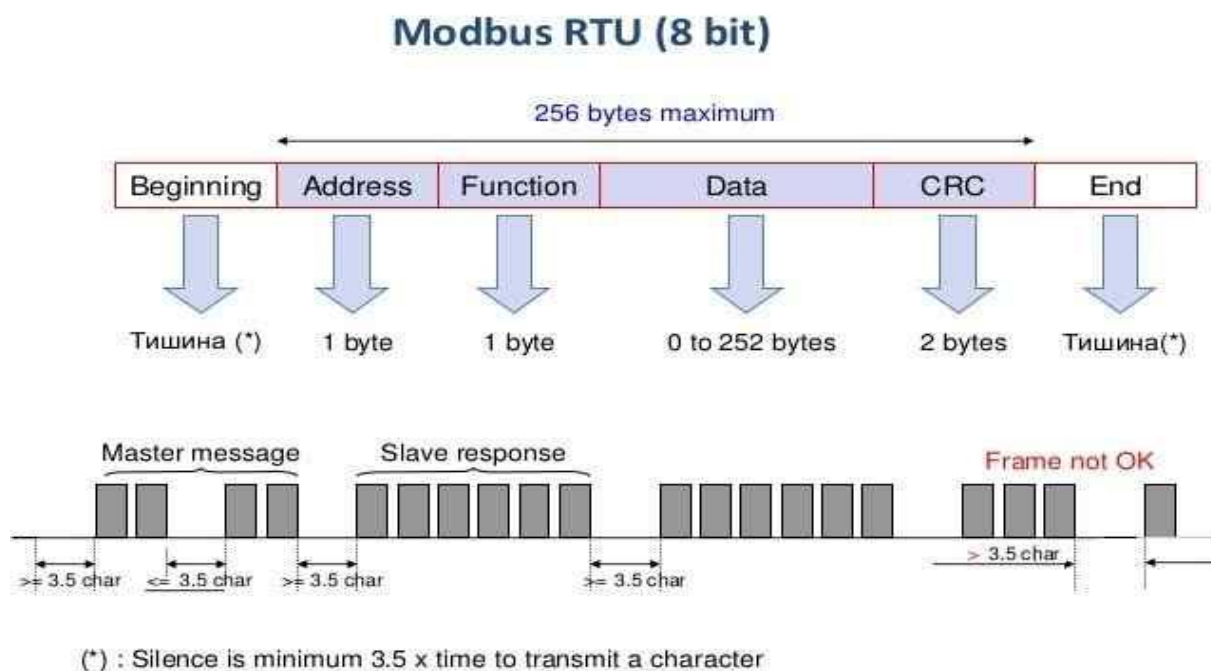 Modbus RTU (8 bit)
256 bytes maximum
Beginning Address Function Data CRC End
Тишина (*) 1 byte 1 byte 0 to 252 bytes 2 bytes Тишина(*)
Master message Slave response Frame not OK
>= 3.5 char <= 3.5 char >= 3.5 char >= 3.5 char > 3.5 char
(*) : Silence is minimum 3.5 x time to transmit a character